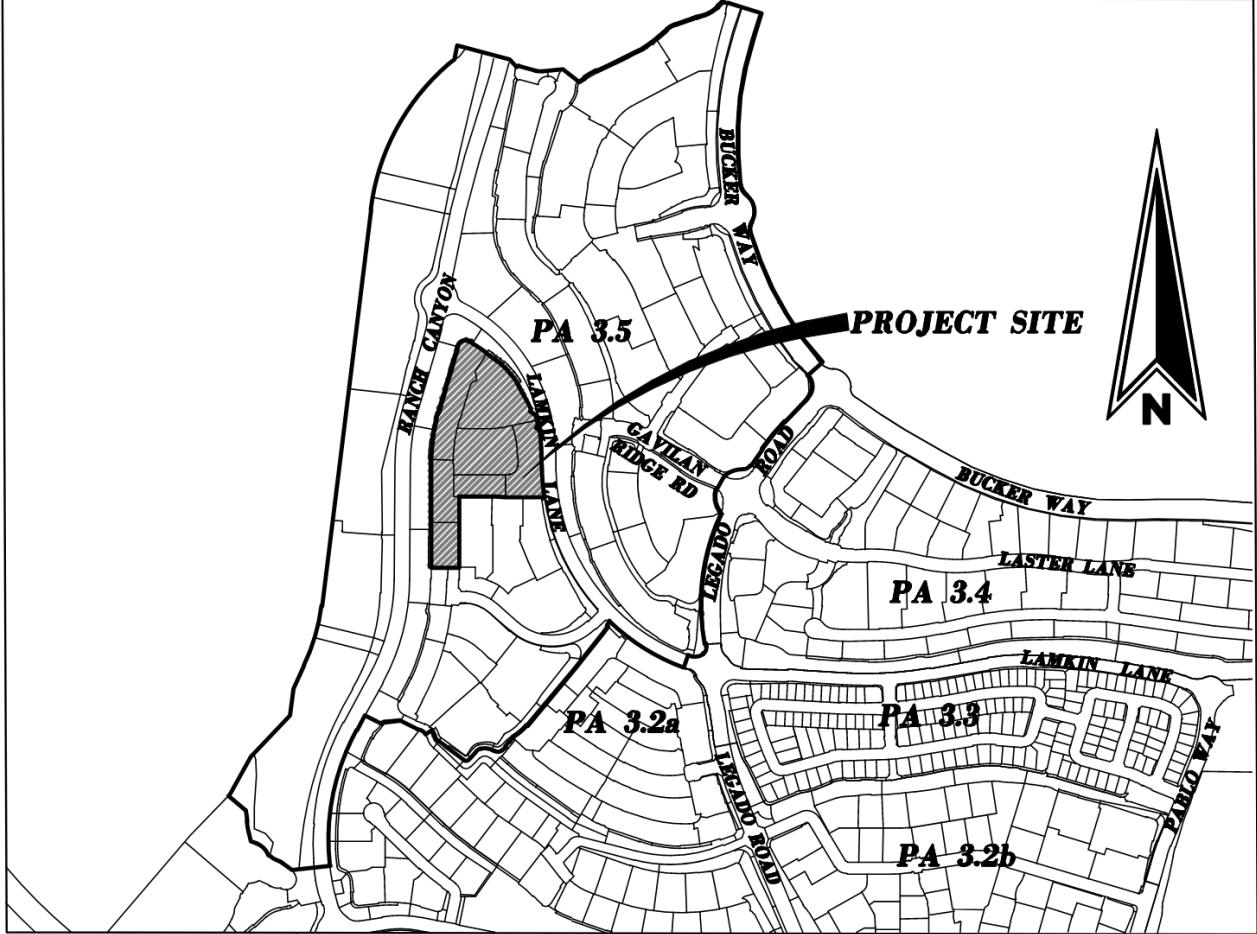 BUCKER WAY
RANCH CANYON
PA 3.5
PROJECT SITE
N
LAMKIN LANE
GAVILAN
RIDGE RD
LEGADO ROAD
BUCKER WAY
LASTER LANE
PA 3.4
LAMKIN LANE
PA 3.2a
PA 3.3
LEGADO ROAD
PABLO WAY
PA 3.2b